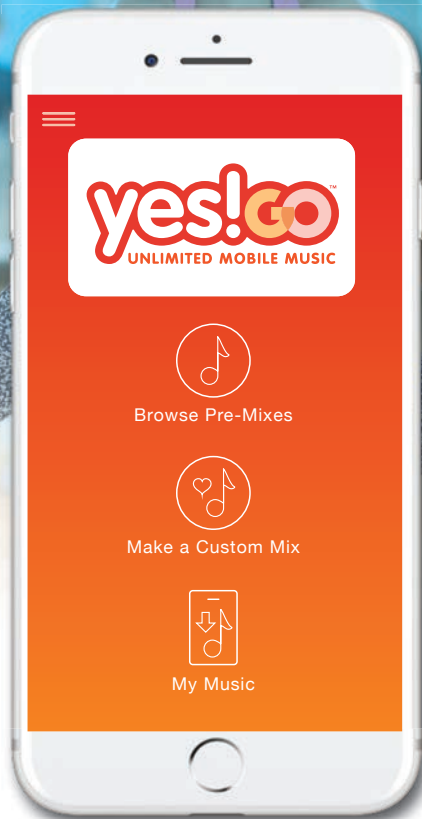 yes!GO™
UNLIMITED MOBILE MUSIC
Browse Pre-Mixes
Make a Custom Mix
My Music